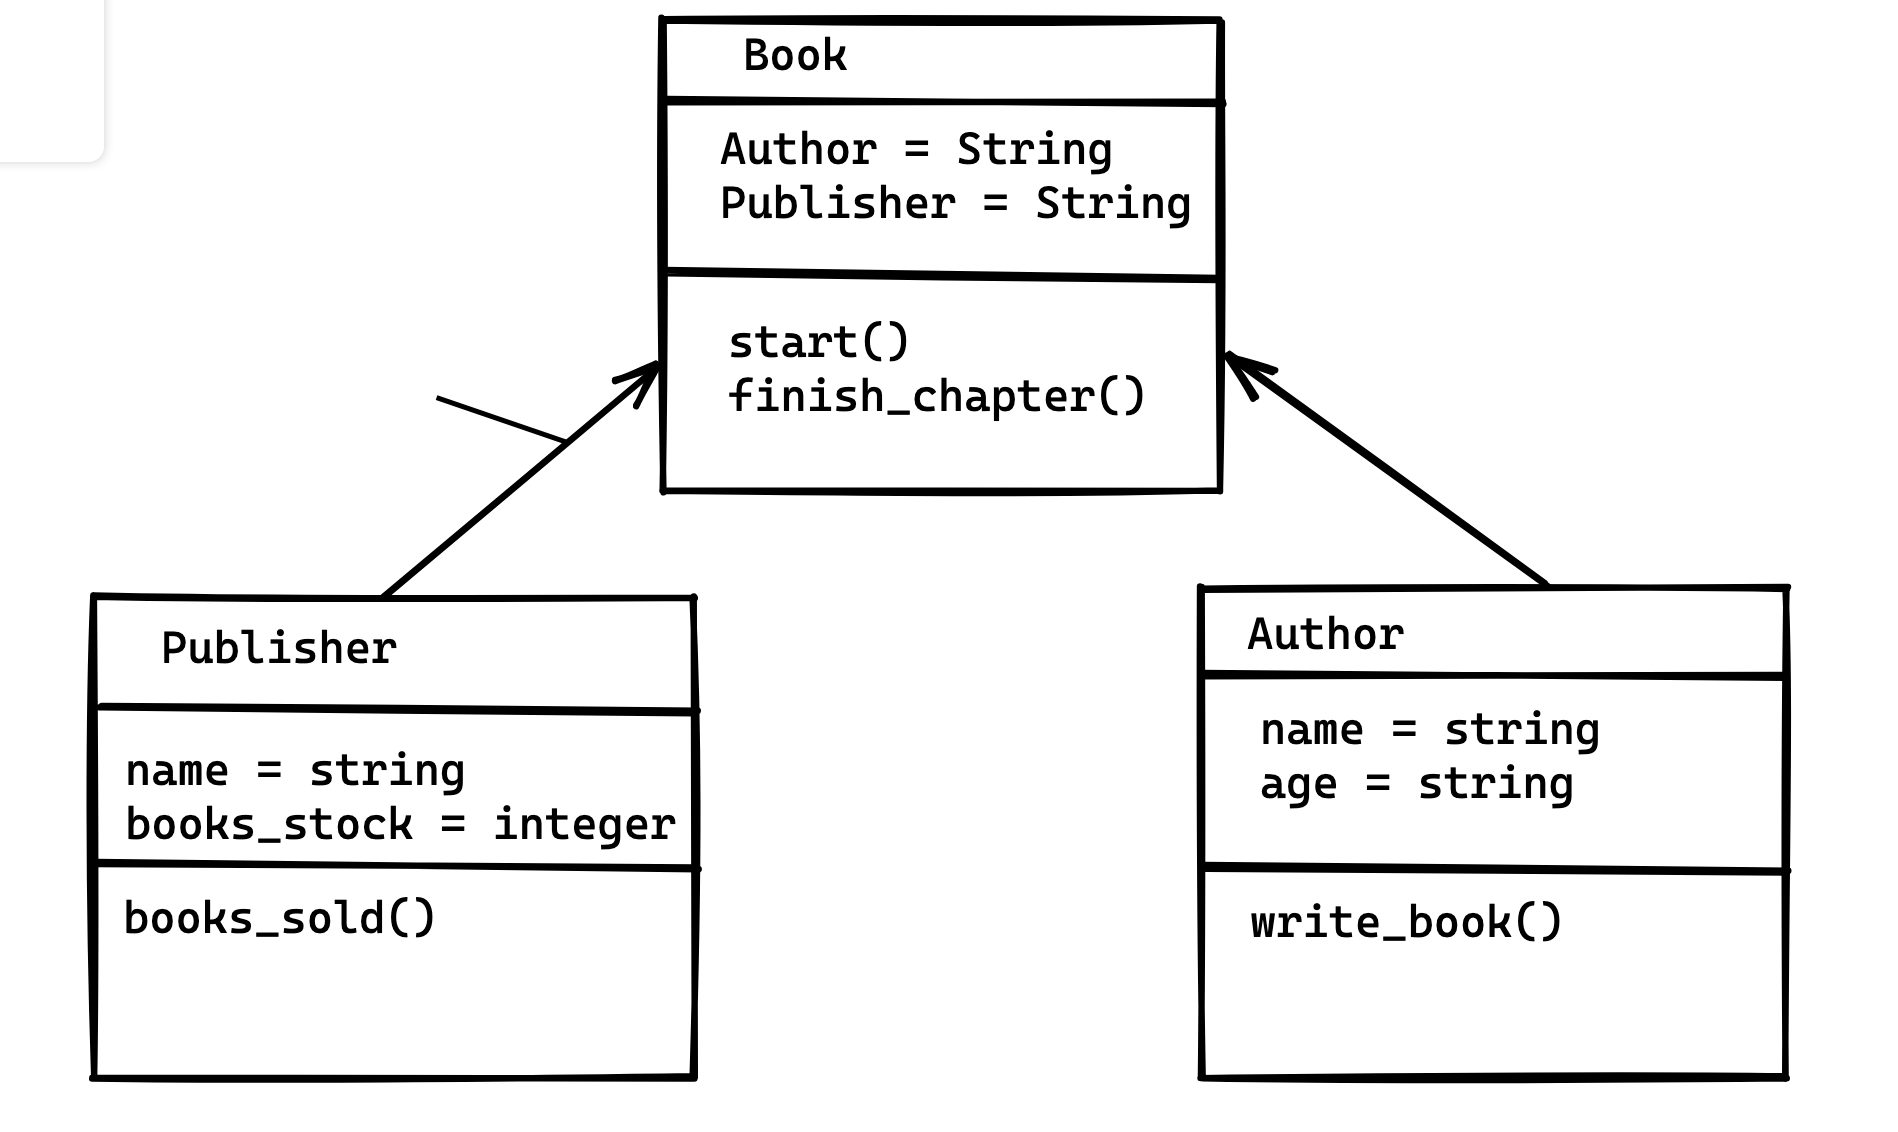 Book
Author = String
Publisher = String
start()
finish_chapter()
Publisher
name = string
books_stock = integer
books_sold()
Author
name = string
age = string
write_book()